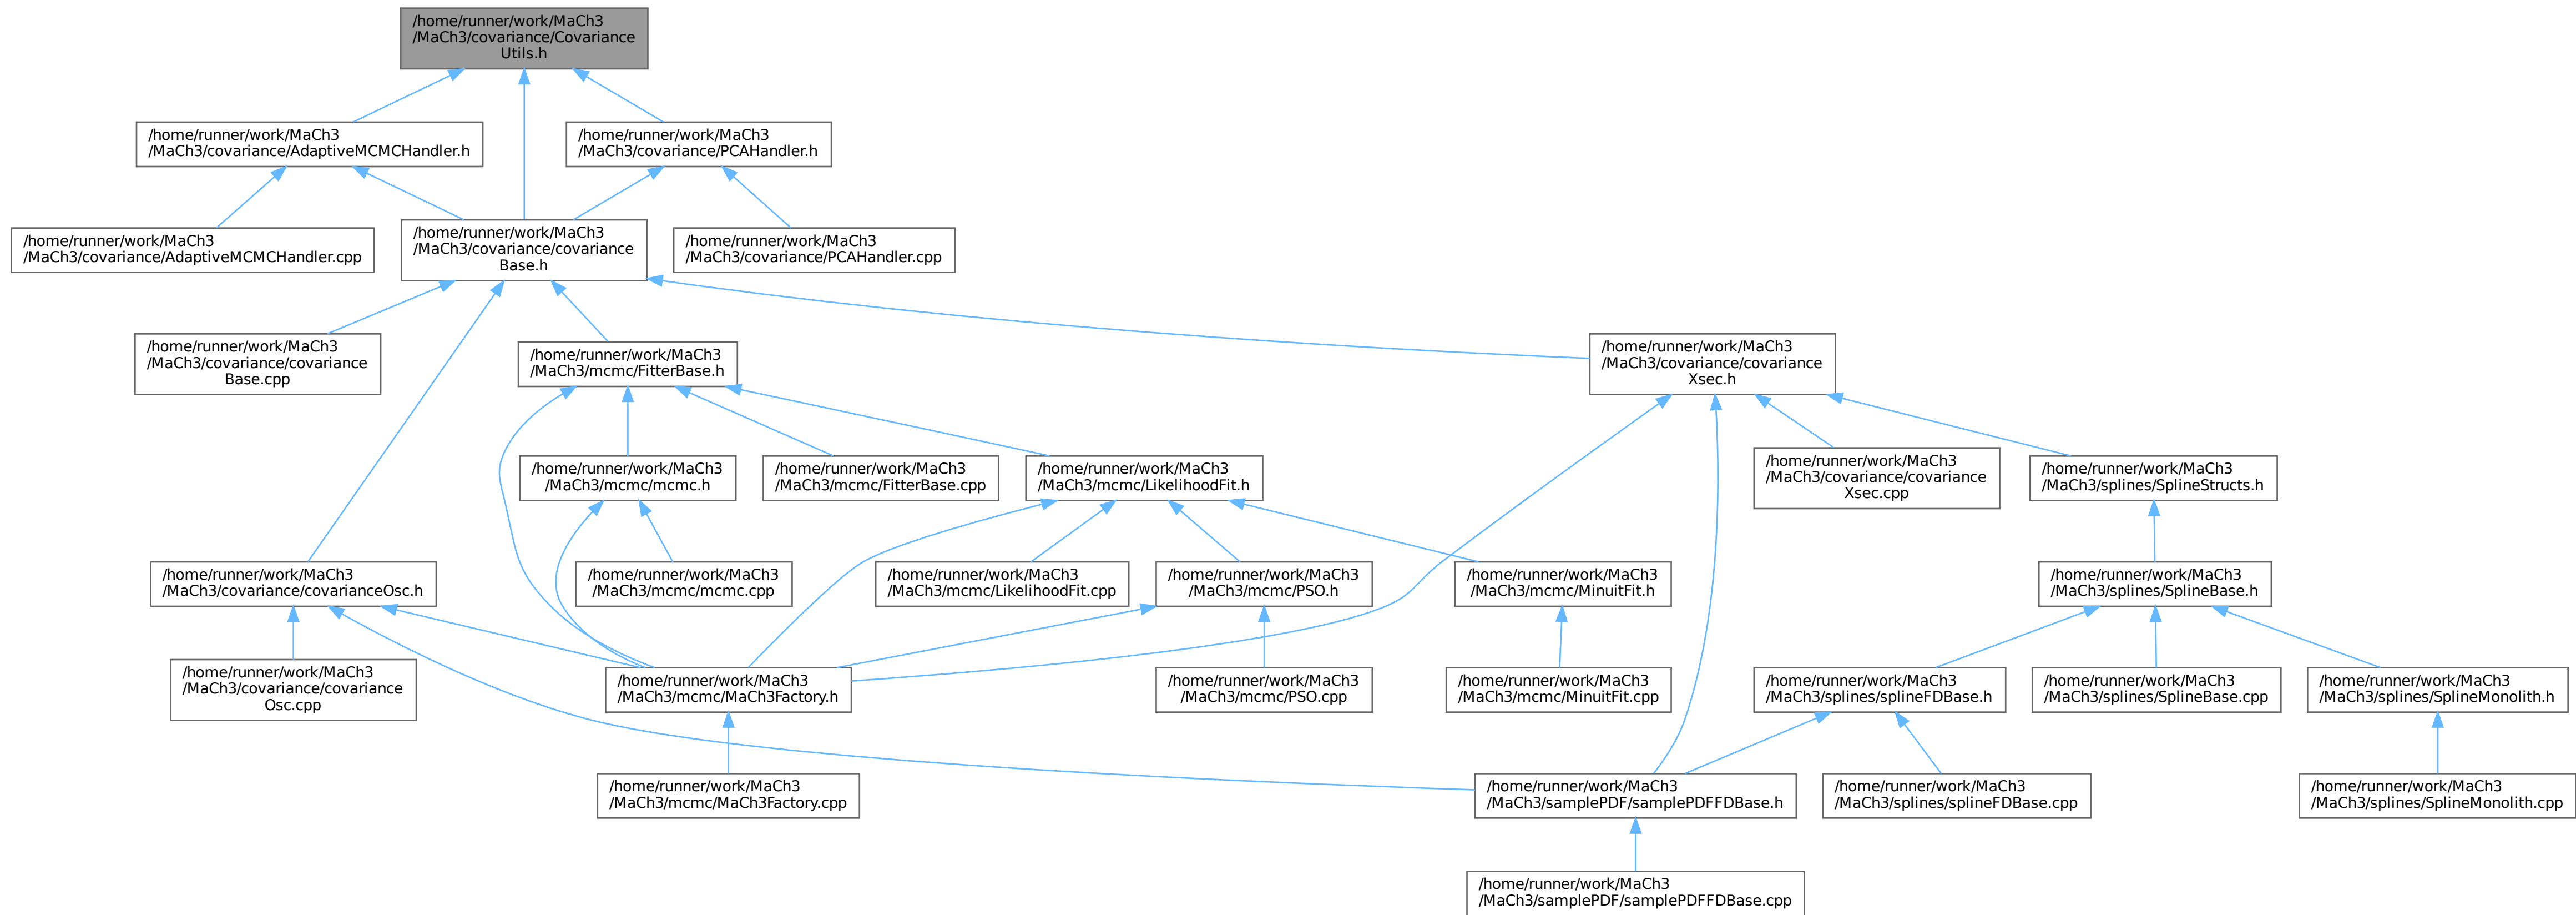 /home/runner/work/MaCh3
/MaCh3/covariance/Covariance
Utils.h
/home/runner/work/MaCh3
/MaCh3/covariance/AdaptiveMCMCHandler.h
/home/runner/work/MaCh3
/MaCh3/covariance/PCAHandler.h
/home/runner/work/MaCh3
/MaCh3/covariance/AdaptiveMCMCHandler.cpp
/home/runner/work/MaCh3
/MaCh3/covariance/covariance
Base.h
/home/runner/work/MaCh3
/MaCh3/covariance/PCAHandler.cpp
/home/runner/work/MaCh3
/MaCh3/covariance/covariance
Base.cpp
/home/runner/work/MaCh3
/MaCh3/mcmc/FitterBase.h
/home/runner/work/MaCh3
/MaCh3/covariance/covariance
Xsec.h
/home/runner/work/MaCh3
/MaCh3/mcmc/mcmc.h
/home/runner/work/MaCh3
/MaCh3/mcmc/FitterBase.cpp
/home/runner/work/MaCh3
/MaCh3/mcmc/LikelihoodFit.h
/home/runner/work/MaCh3
/MaCh3/covariance/covariance
Xsec.cpp
/home/runner/work/MaCh3
/MaCh3/splines/SplineStructs.h
/home/runner/work/MaCh3
/MaCh3/covariance/covarianceOsc.h
/home/runner/work/MaCh3
/MaCh3/mcmc/mcmc.cpp
/home/runner/work/MaCh3
/MaCh3/mcmc/LikelihoodFit.cpp
/home/runner/work/MaCh3
/MaCh3/mcmc/PSO.h
/home/runner/work/MaCh3
/MaCh3/mcmc/MinuitFit.h
/home/runner/work/MaCh3
/MaCh3/splines/SplineBase.h
/home/runner/work/MaCh3
/MaCh3/covariance/covariance
Osc.cpp
/home/runner/work/MaCh3
/MaCh3/mcmc/MaCh3Factory.h
/home/runner/work/MaCh3
/MaCh3/mcmc/PSO.cpp
/home/runner/work/MaCh3
/MaCh3/mcmc/MinuitFit.cpp
/home/runner/work/MaCh3
/MaCh3/splines/splineFDBase.h
/home/runner/work/MaCh3
/MaCh3/splines/SplineBase.cpp
/home/runner/work/MaCh3
/MaCh3/splines/SplineMonolith.h
/home/runner/work/MaCh3
/MaCh3/mcmc/MaCh3Factory.cpp
/home/runner/work/MaCh3
/MaCh3/samplePDF/samplePDFFDBase.h
/home/runner/work/MaCh3
/MaCh3/splines/splineFDBase.cpp
/home/runner/work/MaCh3
/MaCh3/splines/SplineMonolith.cpp
/home/runner/work/MaCh3
/MaCh3/samplePDF/samplePDFFDBase.cpp